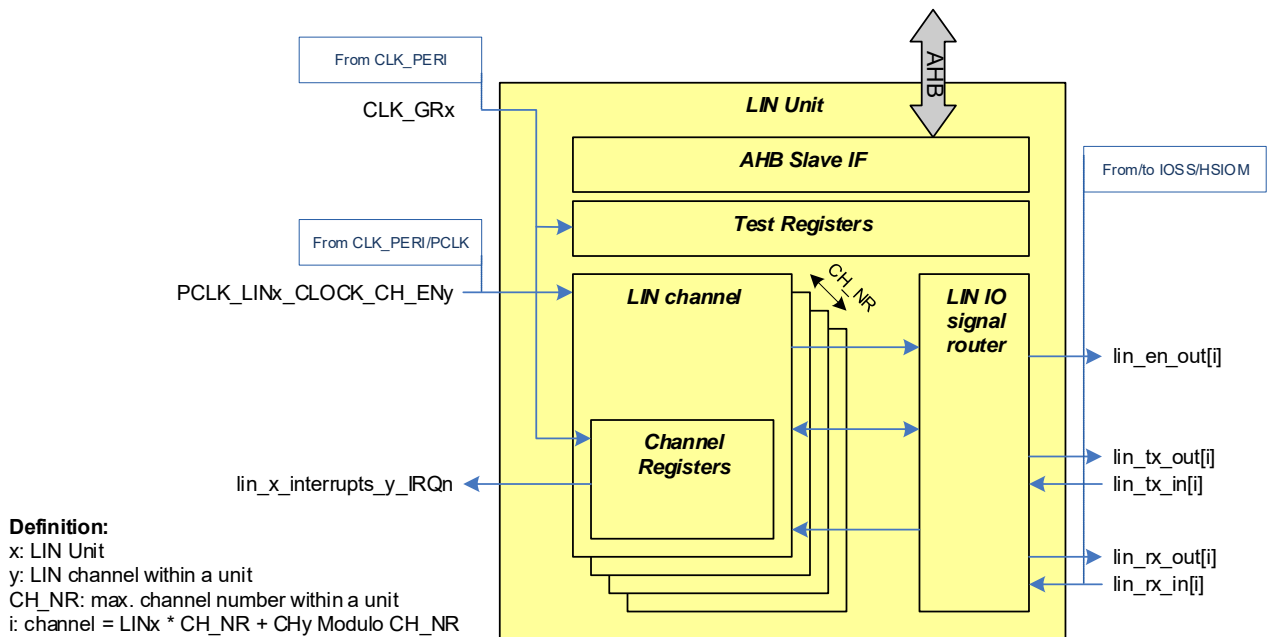 From CLK_PERI
AHB
CLK_GRx
LIN Unit
AHB Slave IF
From/to IOSS/HSIOM
Test Registers
From CLK_PERI/PCLK
PCLK_LINx_CLOCK_CH_ENy
LIN channel
CH_NR
LIN IO
signal
router
lin_en_out[i]
Channel
Registers
lin_tx_out[i]
lin_x_interrupts_y_IRQn
lin_tx_in[i]
lin_rx_out[i]
lin_rx_in[i]
Definition:
x: LIN Unit
y: LIN channel within a unit
CH_NR: max. channel number within a unit
i: channel = LINx * CH_NR + CHy Modulo CH_NR